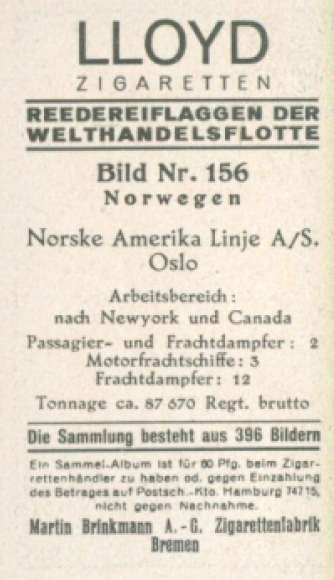 LLOYD
ZIGARETTEN
REEDEREIFLAGGEN DER
WELTHANDELSFLOTTE
Bild Nr. 156
Norwegen
Norske Amerika Linje A/S.
Oslo
Arbeitsbereich:
nach Newyork und Canada
Passagier- und Frachtdampfer: 2
Motorfrachtschiffe: 3
Frachtdampfer: 12
Tonnage ca. 87 670 Regt. brutto
Die Sammlung besteht aus 396 Bildern
Ein Sammel-Album ist für 60 Pfg. beim Zigar-
rettenhändler zu haben od. gegen Einzahlung
des Betrages auf Postsch.-Kto. Hamburg 74715,
nicht gegen Nachnahme.
Martin Brinkmann A.-G. Zigarettenfabrik
Bremen